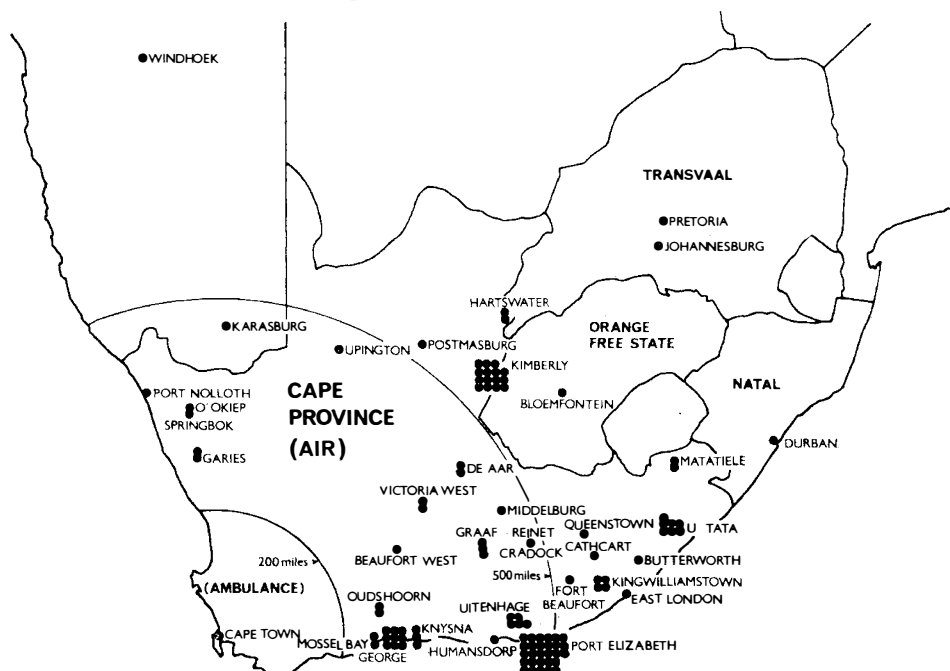 WINDHOEK
TRANSVAAL
PRETORIA
JOHANNESBURG
HARTSWATER
KARASBURG
ORANGE
FREE STATE
UPINGTON
POSTMASBURG
KIMBERLY
NATAL
CAPE
PROVINCE
(AIR)
PORT NOLLOTH
O'OKIEP
SPRINGBOK
BLOEMFONTEIN
DURBAN
GARIES
DE AAR
MATATIELE
VICTORIA WEST
MIDDELBURG
GRAAF REINET
QUEENSTOWN
U TATA
CRADOCK
CATHCART
BEAUFORT WEST
BUTTERWORTH
200 miles
500 miles
(AMBULANCE)
FORT
BEAUFORT
KINGWILLIAMSTOWN
EAST LONDON
OUDSHOORN
UITENHAGE
CAPE TOWN
MOSSEL BAY
KNYSNA
GEORGE
HUMANSDORP
PORT ELIZABETH